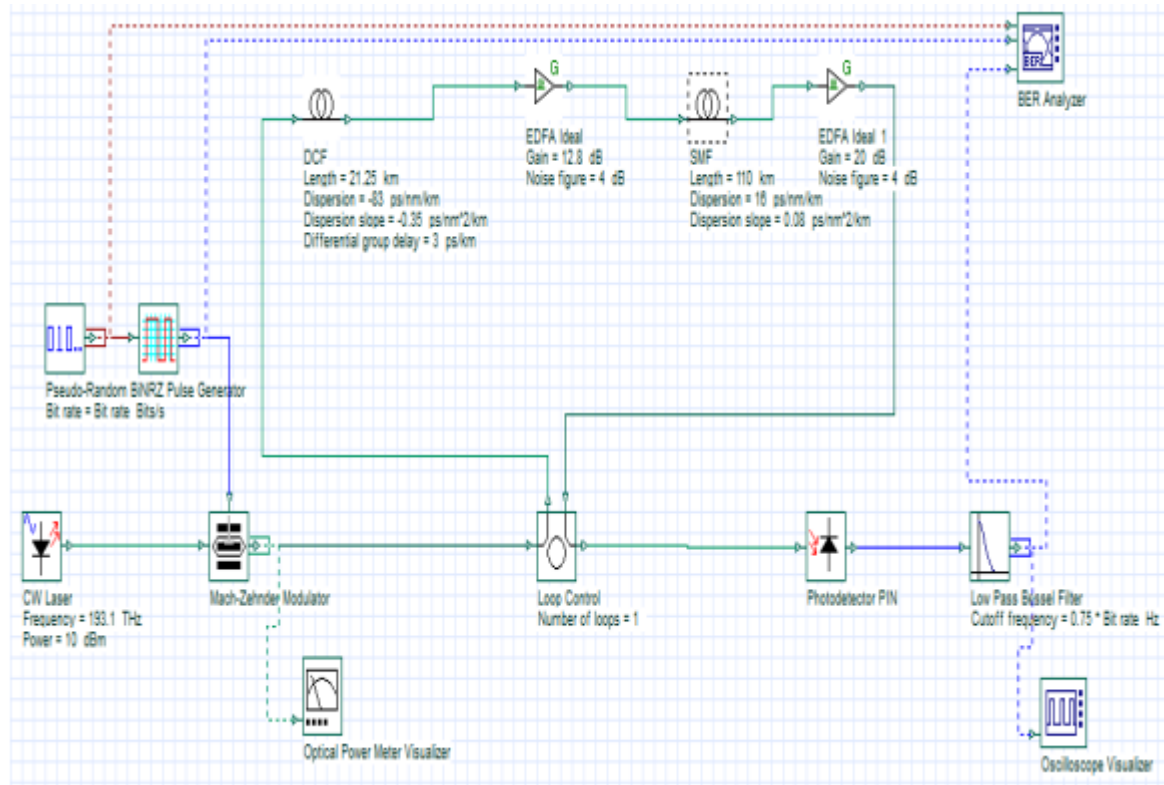 G
G
BER
BER Analyzer
DCF
Length = 21.25 km
Dispersion = -83 ps/nm/km
Dispersion slope = -0.35 ps/nm^2/km
Differential group delay = 3 ps/km
EDFA Ideal
Gain = 12.8 dB
Noise figure = 4 dB
SMF
Length = 110 km
Dispersion = 16 ps/nm/km
Dispersion slope = 0.08 ps/nm^2/km
EDFA Ideal 1
Gain = 20 dB
Noise figure = 4 dB
Pseudo-Random Bi
NRZ Pulse Generator
Bit rate = Bit rate Bits/s
CW Laser
Frequency = 193.1 THz
Power = 10 dBm
Mach-Zehnder Modulator
Loop Control
Number of loops = 1
Photodetector PIN
Low Pass Bessel Filter
Cutoff frequency = 0.75 * Bit rate Hz
Optical Power Meter Visualizer
Oscilloscope Visualizer